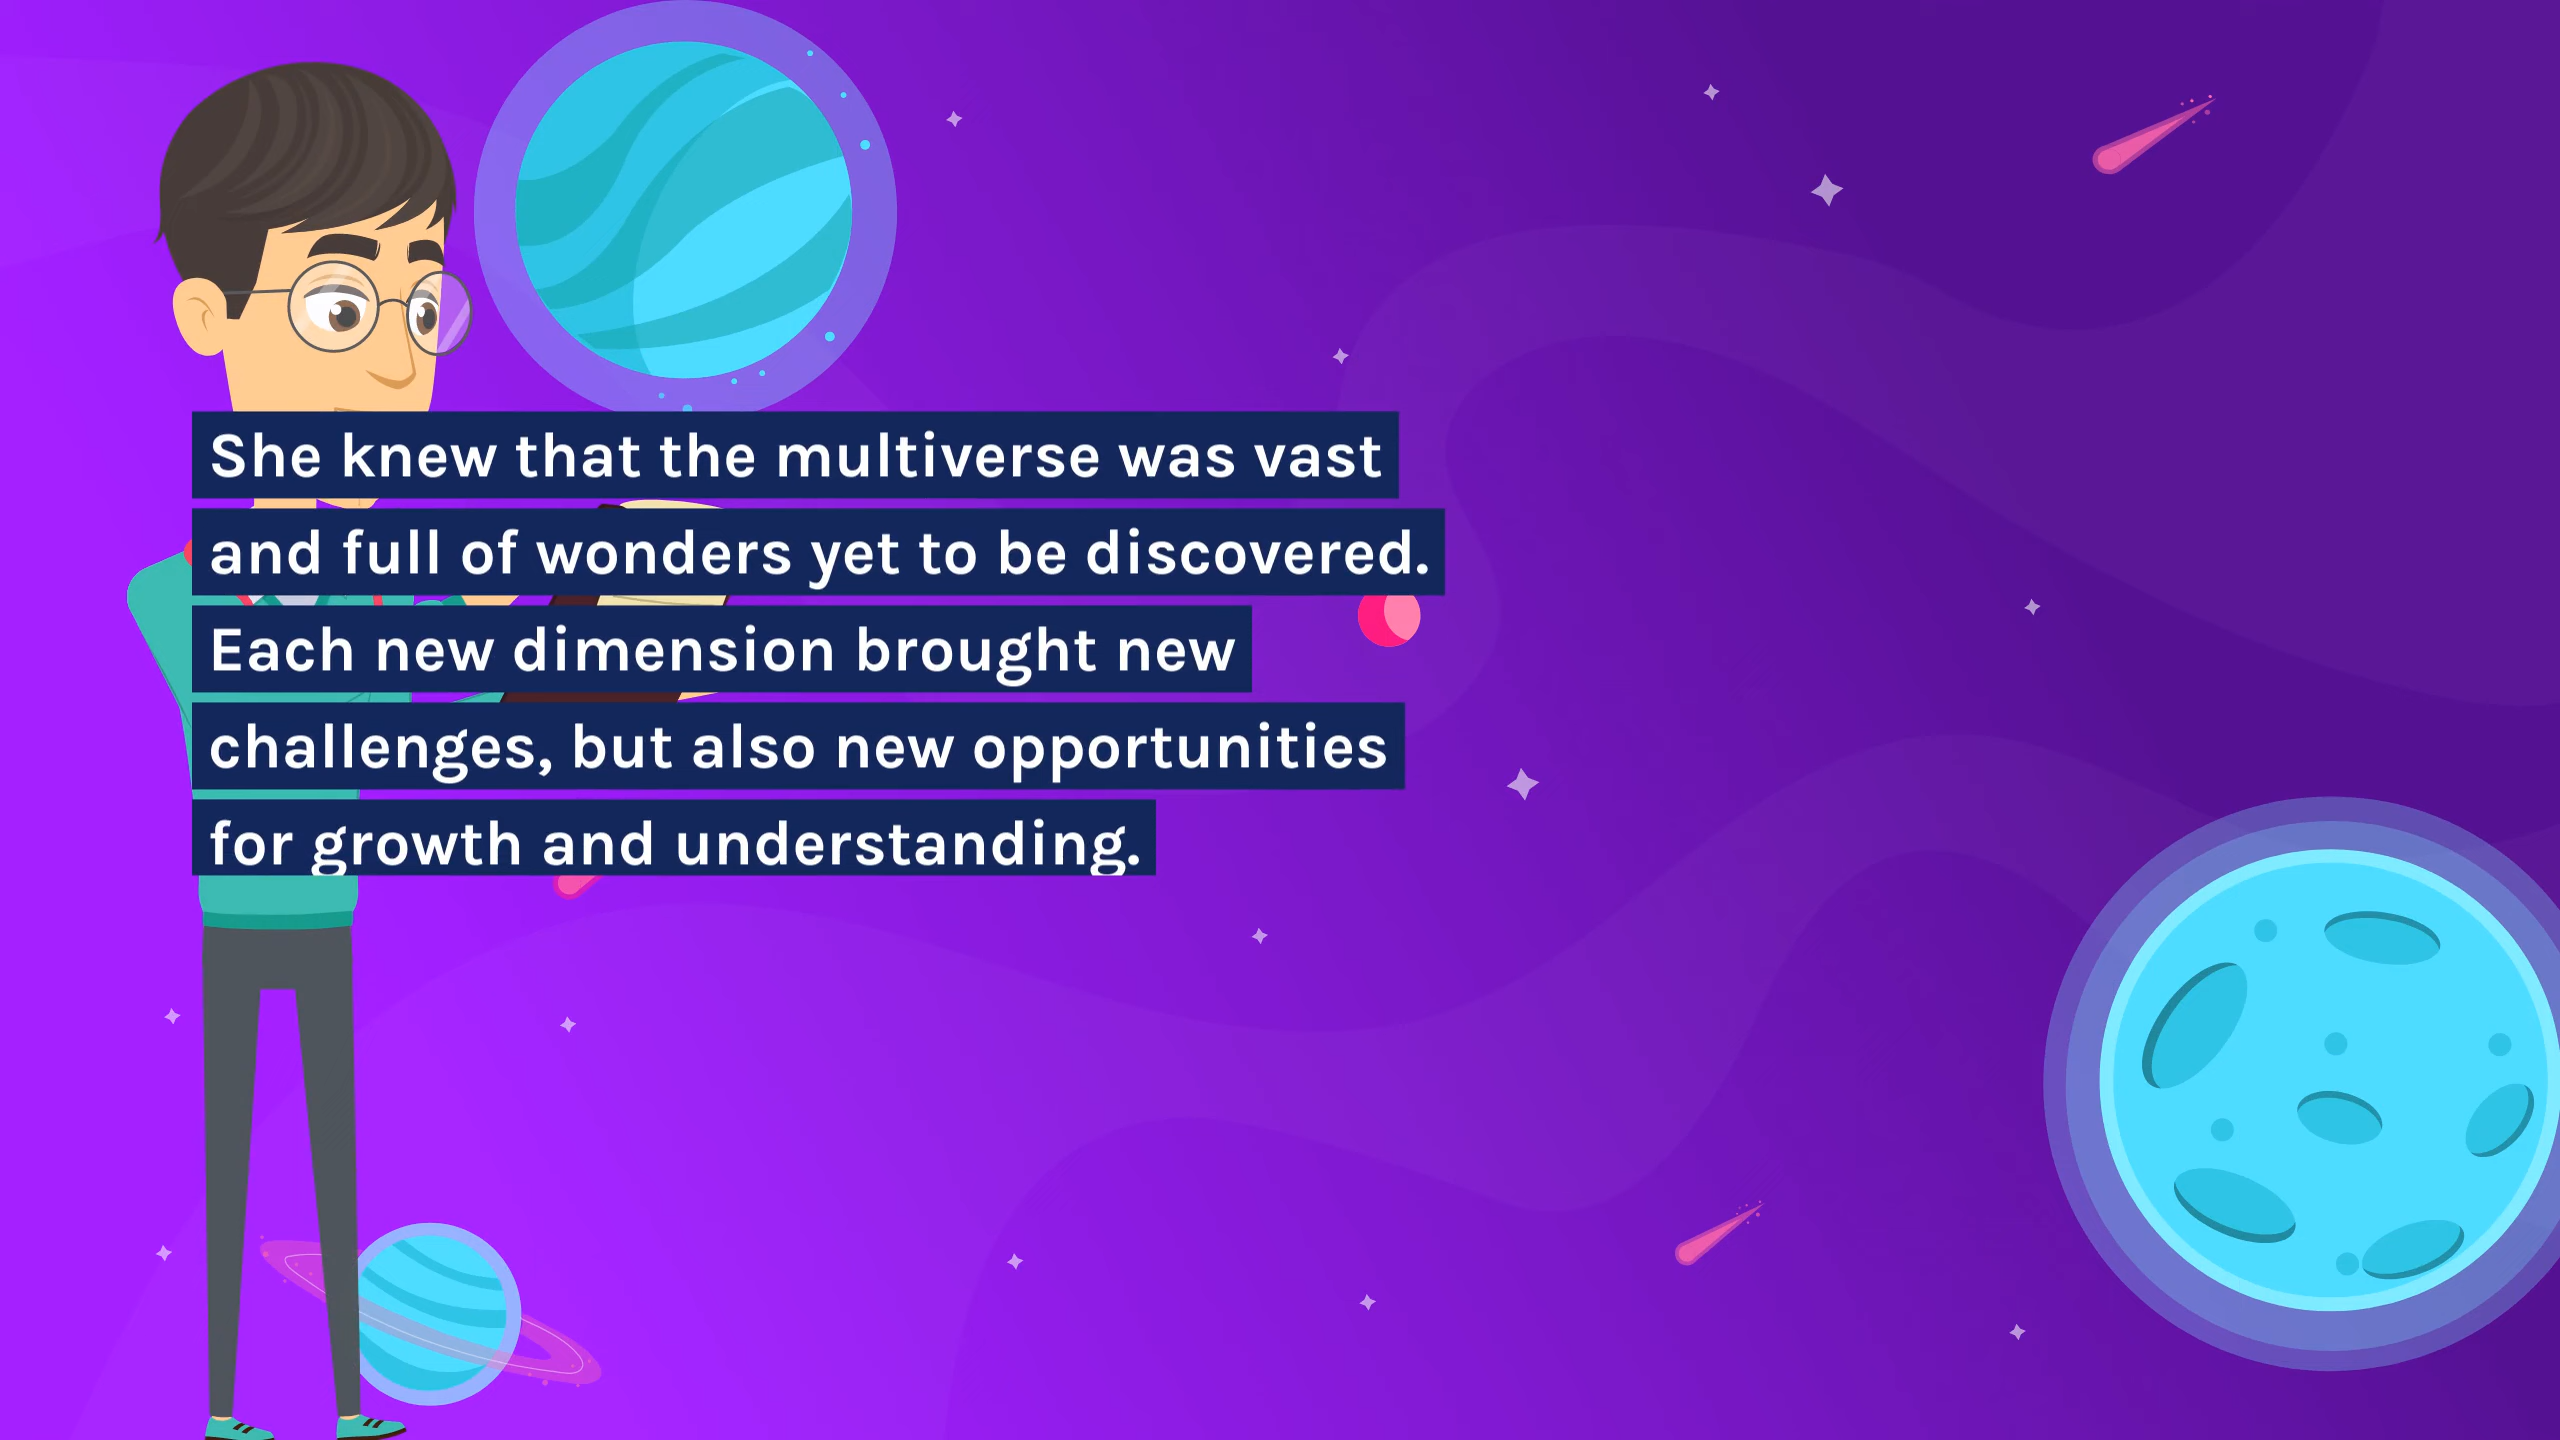 She knew that the multiverse was vast
and full of wonders yet to be discovered.
Each new dimension brought new
challenges, but also new opportunities
for growth and understanding.